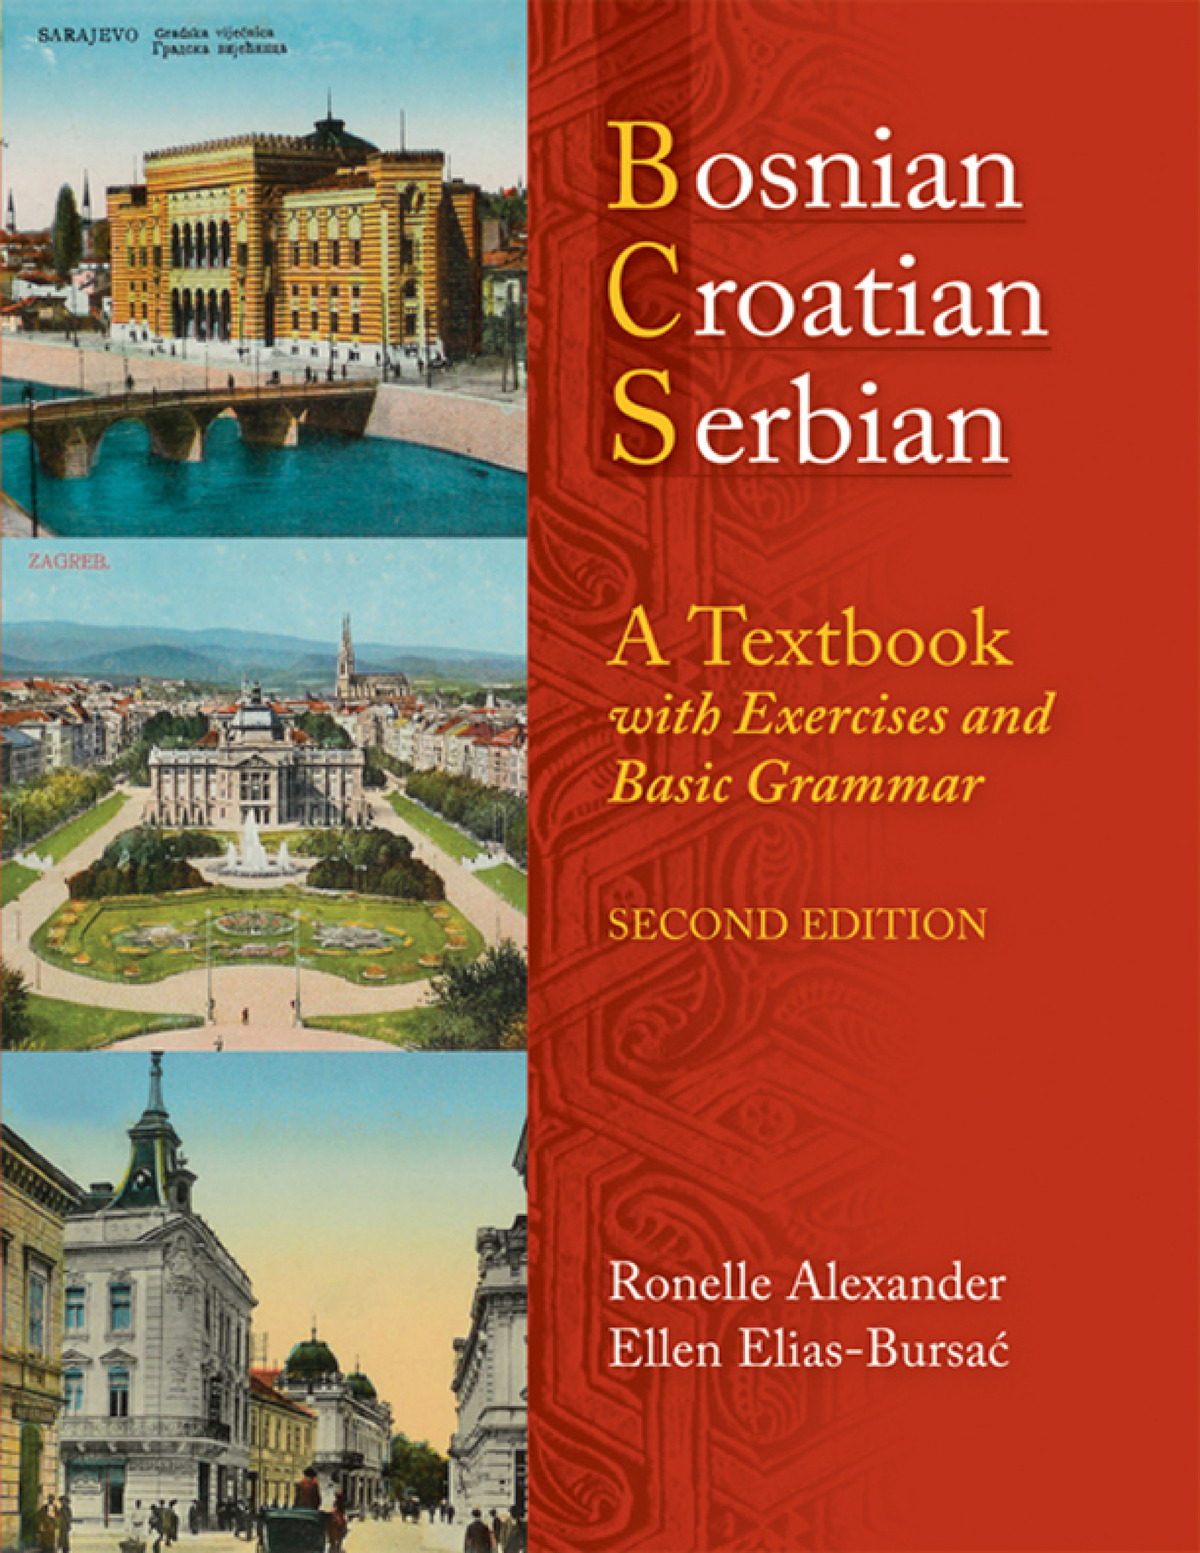 SARAJEVO Gradska vijećnica
Градска вијећница
ZAGREB.
Bosnian
Croatian
Serbian
A Textbook
with Exercises and
Basic Grammar
SECOND EDITION
Ronelle Alexander
Ellen Elias-Bursać